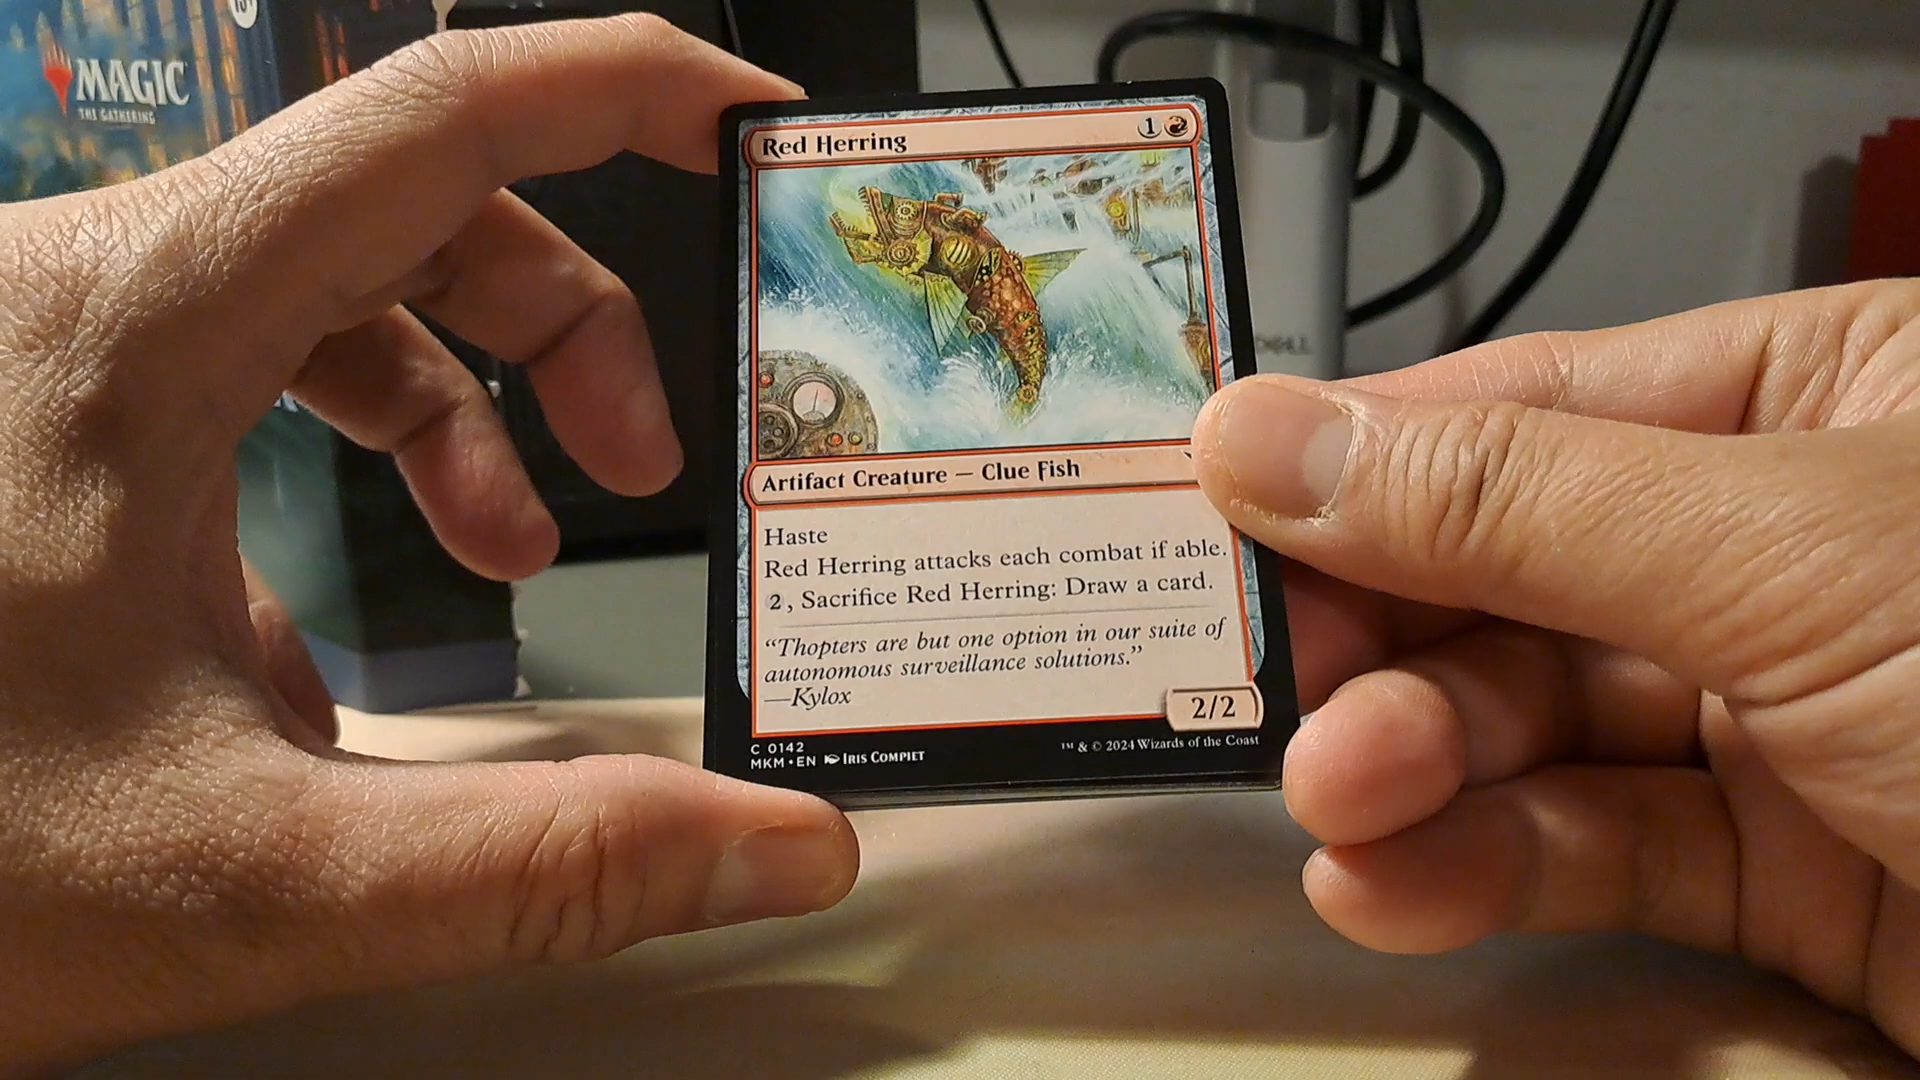 MAGIC
THE GATHERING
Red Herring 1
Artifact Creature — Clue Fish
Haste
Red Herring attacks each combat if able.
2, Sacrifice Red Herring: Draw a card.
“Thopters are but one option in our suite of
autonomous surveillance solutions.”
—Kylox
2/2
C 0142
MKM • EN Iris Compiet
™ & © 2024 Wizards of the Coast
DELL